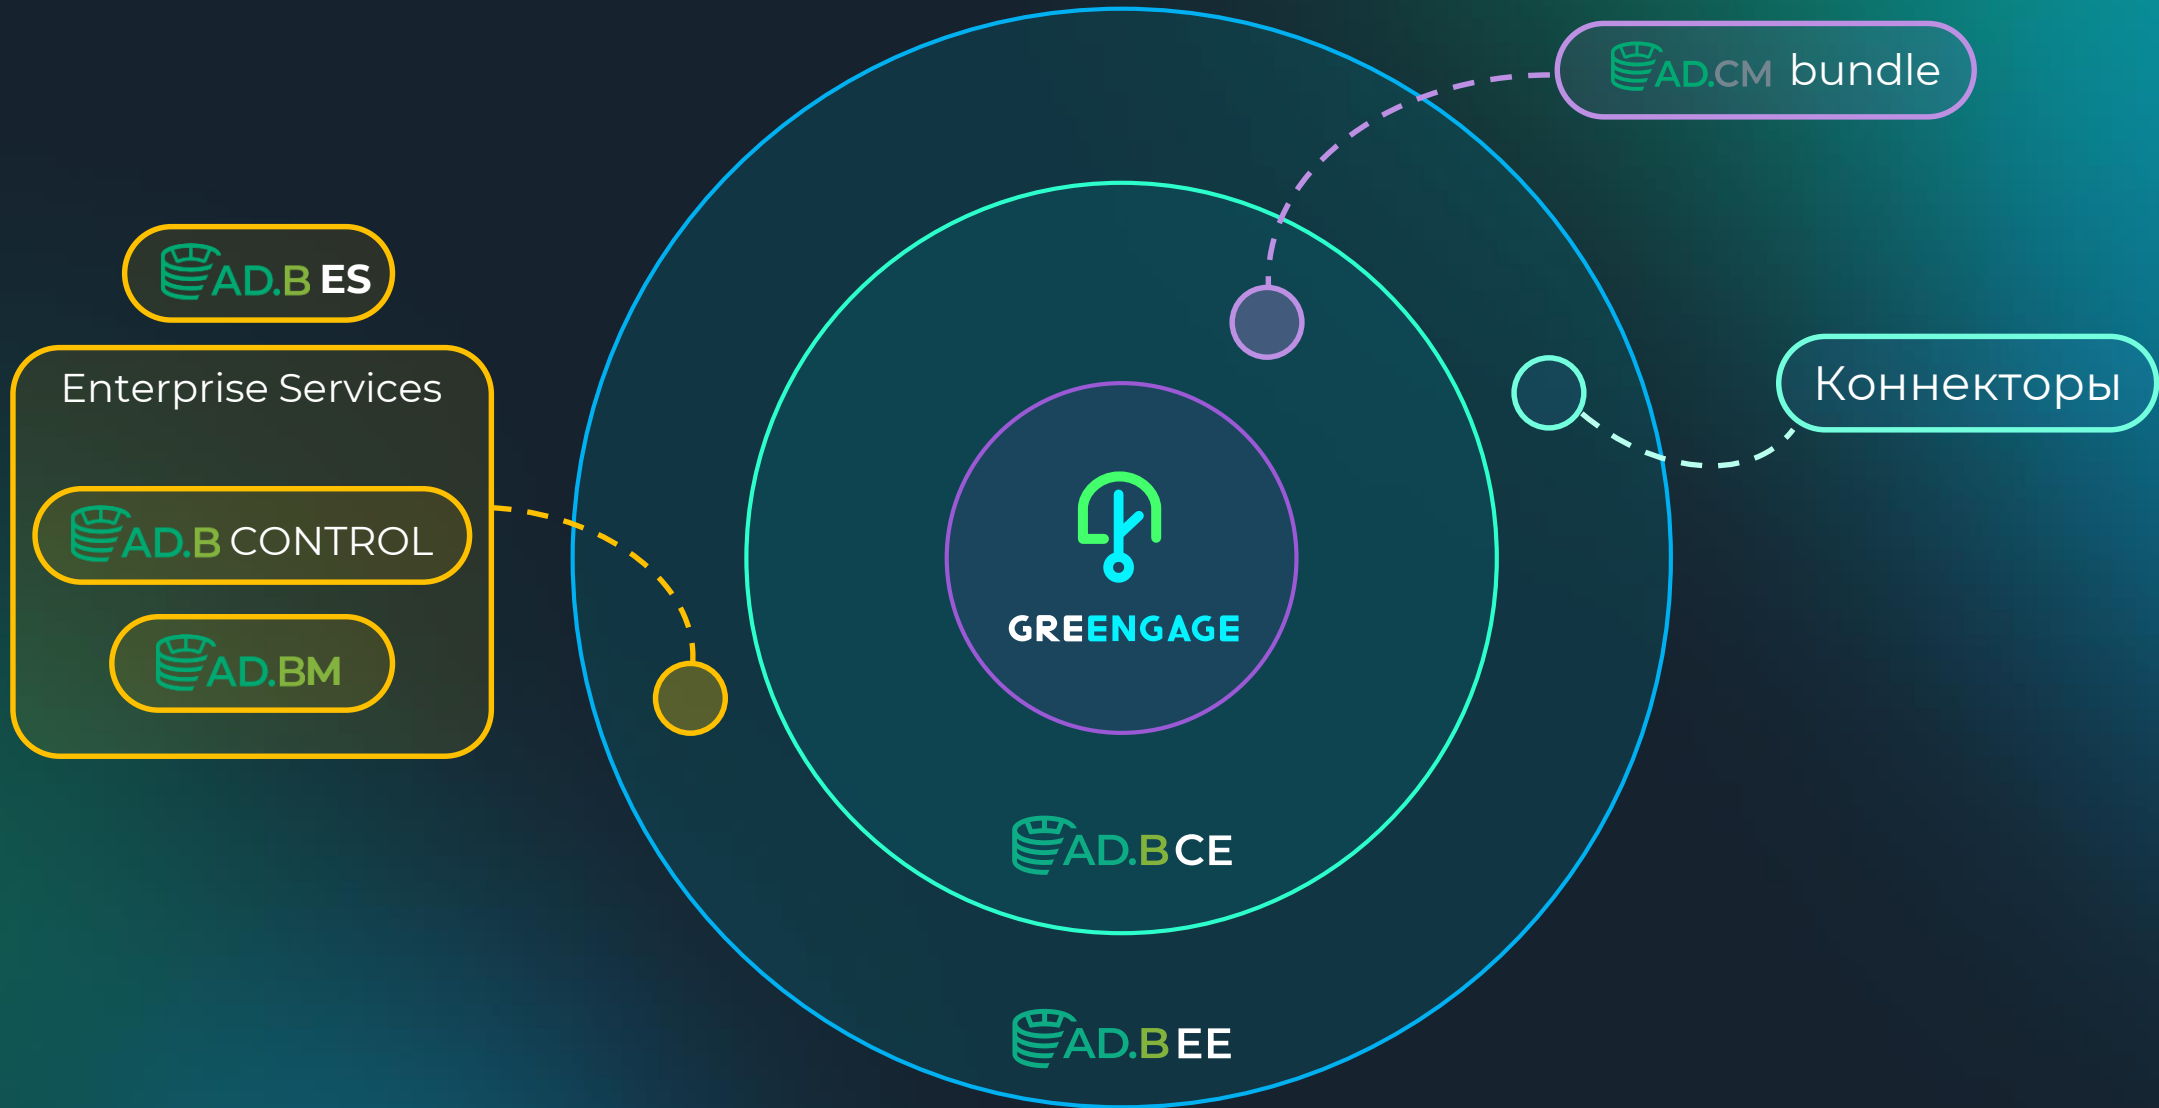 AD.CM bundle
AD.B ES
Enterprise Services
AD.B CONTROL
AD.BM
Коннекторы
GREENGAGE
AD.B CE
AD.B EE